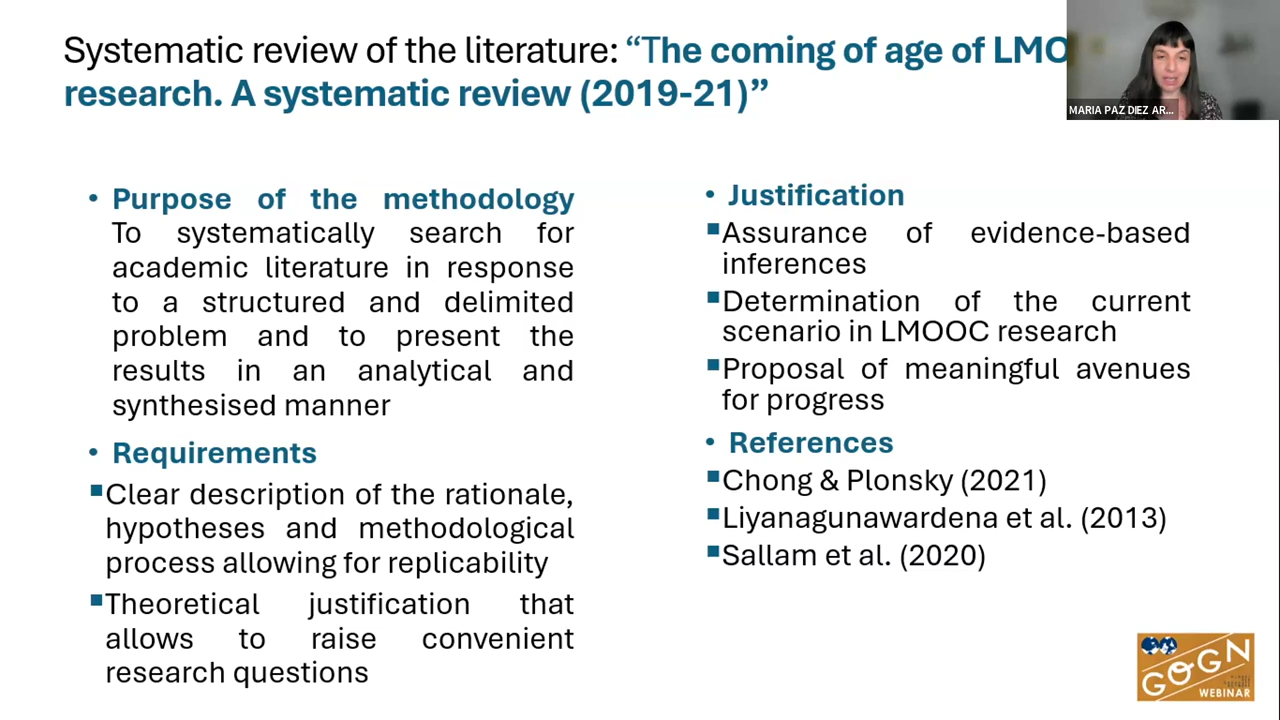 Systematic review of the literature: “The coming of age of LMO
research. A systematic review (2019-21)”
MARIA PAZ DIEZ AR...
• Purpose of the methodology
To systematically search for
academic literature in response
to a structured and delimited
problem and to present the
results in an analytical and
synthesised manner
• Requirements
▪Clear description of the rationale,
hypotheses and methodological
process allowing for replicability
▪Theoretical justification that
allows to raise convenient
research questions
• Justification
▪Assurance of evidence-based
inferences
▪Determination of the current
scenario in LMOOC research
▪Proposal of meaningful avenues
for progress
• References
▪Chong & Plonsky (2021)
▪Liyanagunawardena et al. (2013)
▪Sallam et al. (2020)
GOGN
WEBINAR